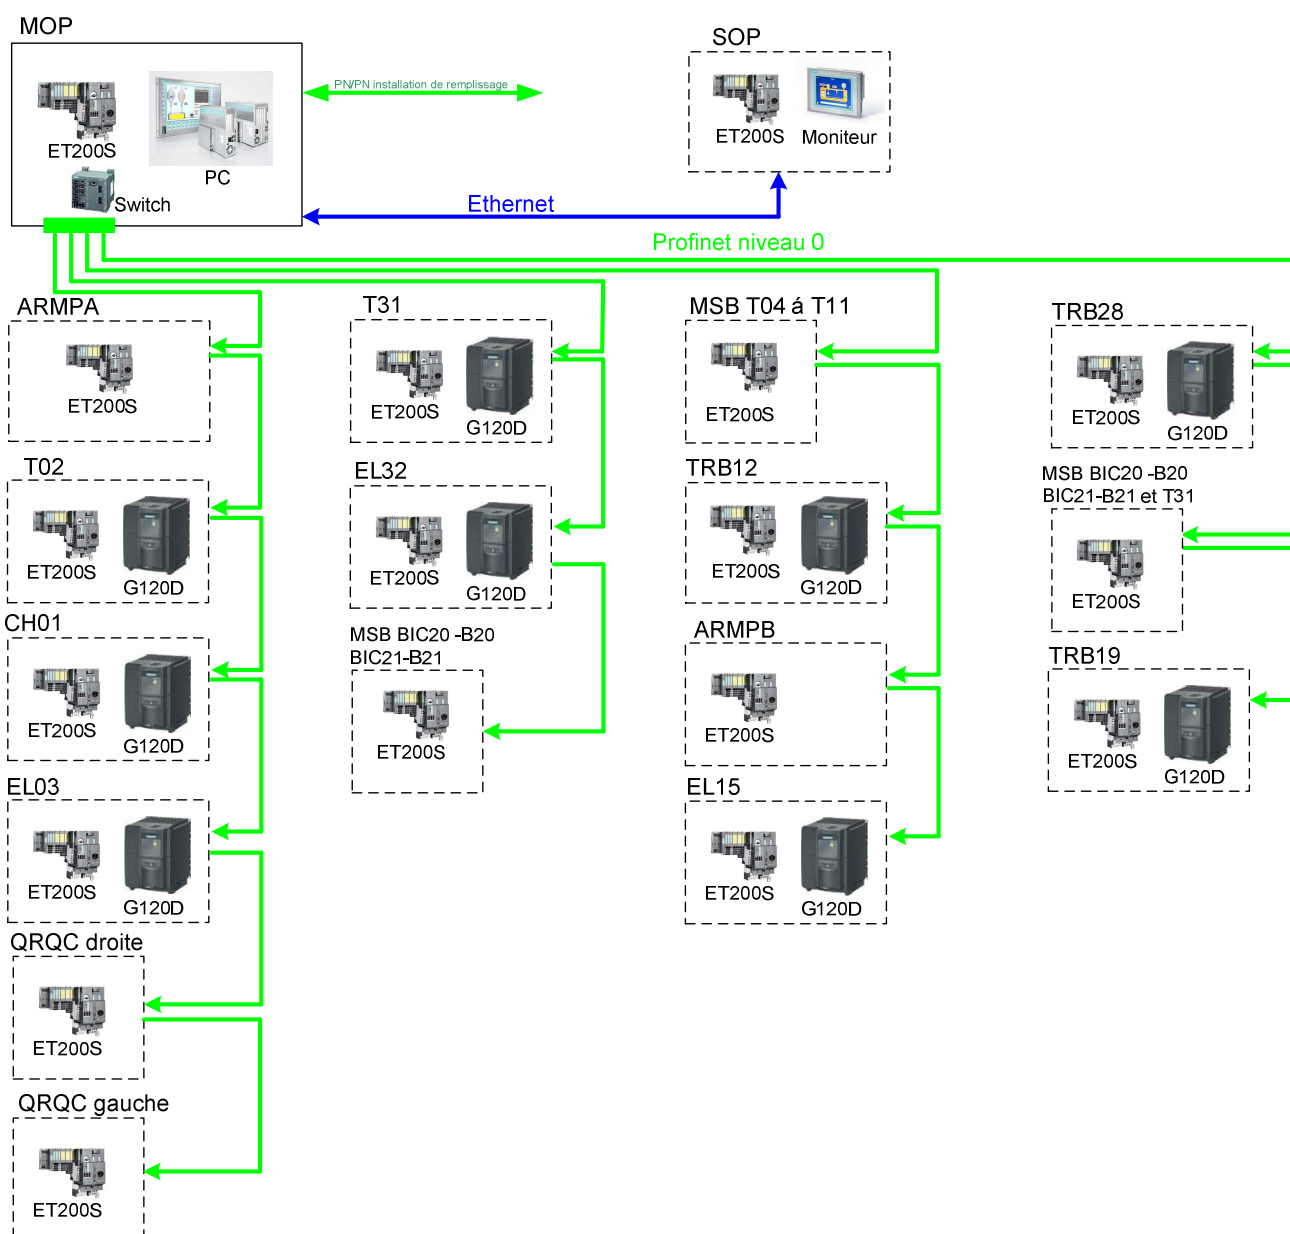 MOP
ET200S
PC
Switch
PN/PN installation de remplissage
SOP
ET200S
Moniteur
Ethernet
Profinet niveau 0
ARMPA
ET200S
T02
ET200S
G120D
CH01
ET200S
G120D
EL03
ET200S
G120D
QRQC droite
ET200S
QRQC gauche
ET200S
T31
ET200S
G120D
EL32
ET200S
G120D
MSB BIC20 -B20
BIC21-B21
ET200S
MSB T04 á T11
ET200S
TRB12
ET200S
G120D
ARMPB
ET200S
EL15
ET200S
G120D
TRB28
ET200S
G120D
MSB BIC20 -B20
BIC21-B21 et T31
ET200S
TRB19
ET200S
G120D